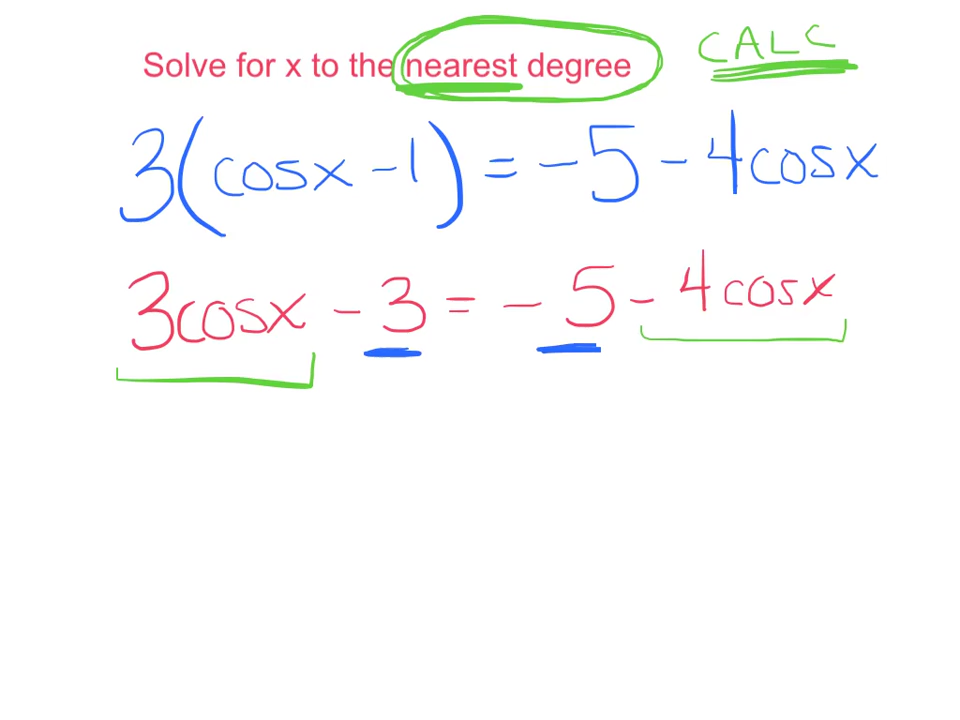 Solve for x to the nearest degree
CALC
3(cosx -1) = -5 - 4cosx
3cosx - 3 = - 5 - 4cosx